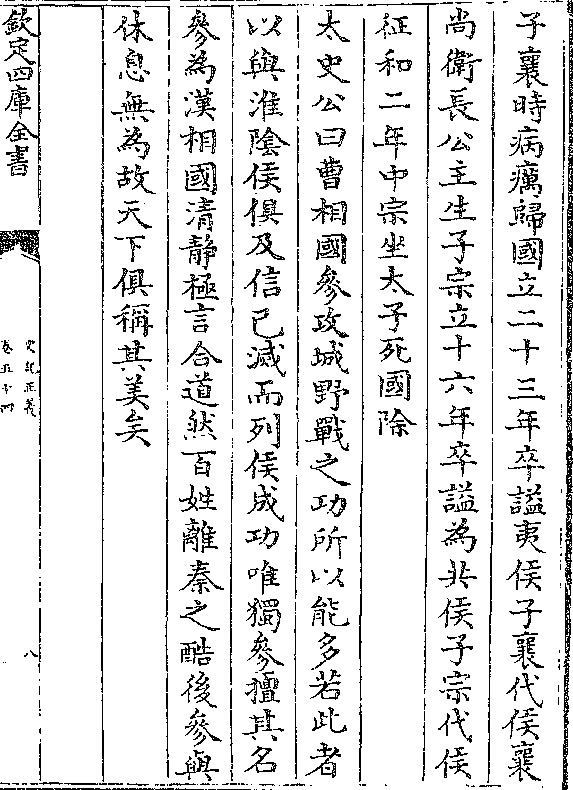 子襄時病癘歸國立二十三年卒謚夷侯子襄代侯襄
尚衛長公主生子宗立十六年卒謚為共侯子宗代侯
征和二年中宗坐太子死國除
太史公曰曹相國參攻城野戰之功所以能多若此者
以與淮陰侯俱及信已滅而列侯成功唯獨參擅其名
參為漢相國清靜極言合道然百姓離秦之酷後參與
休息無為故天下俱稱其美矣
欽定四庫全書
史記正義
卷五十四
八